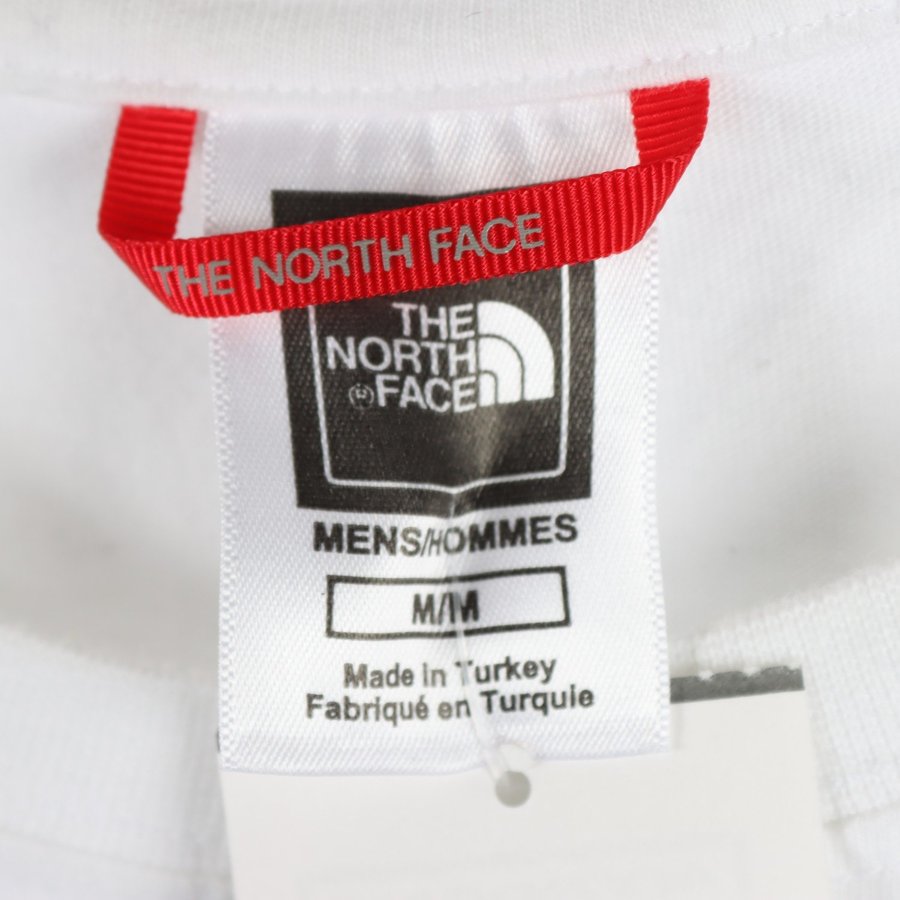 THE NORTH FACE
THE
NORTH
® FACE
MENS/HOMMES
M/M
Made in Turkey
Fabriqué en Turquie